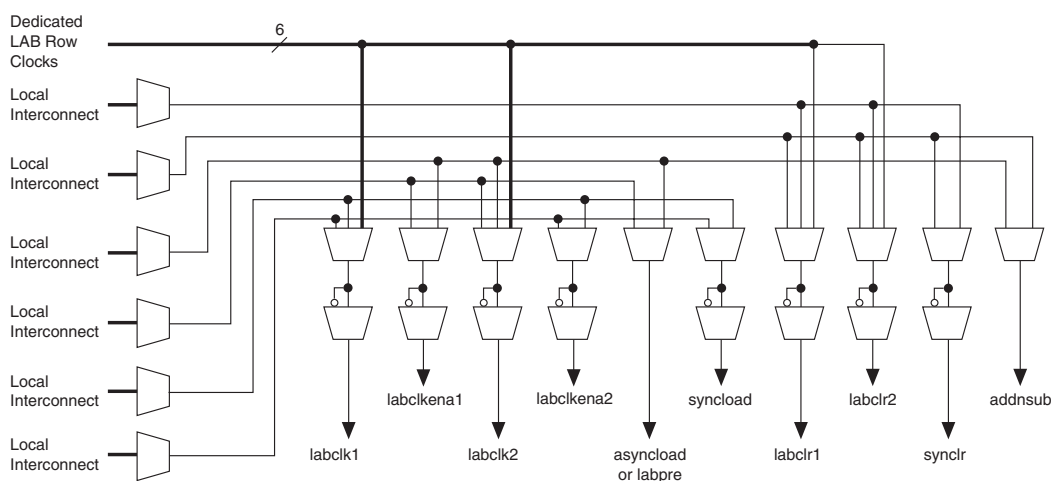 Dedicated
LAB Row
Clocks
6
Local
Interconnect
Local
Interconnect
Local
Interconnect
Local
Interconnect
Local
Interconnect
Local
Interconnect
labclkena1
labclkena2
syncload
labclr2
addnsub
labclk1
labclk2
asyncload
or labpre
labclr1
synclr